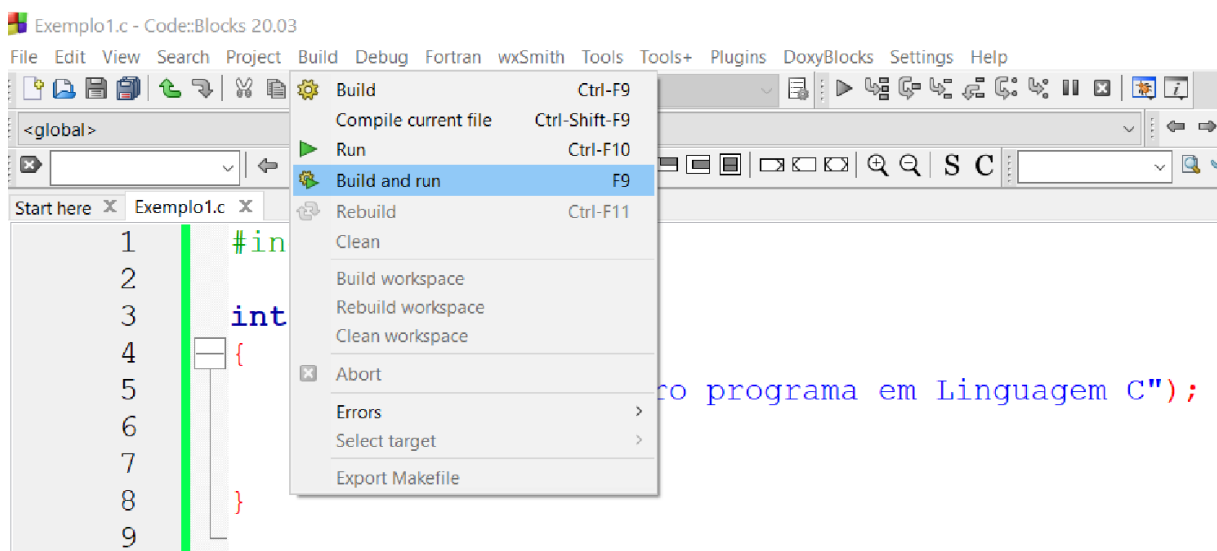 Exemplo1.c - Code::Blocks 20.03
File Edit View Search Project Build Debug Fortran wxSmith Tools Tools+ Plugins DoxyBlocks Settings Help
<global>
S C
Start here Exemplo1.c
Build Ctrl-F9
Compile current file Ctrl-Shift-F9
Run Ctrl-F10
Build and run F9
Rebuild Ctrl-F11
Clean
Build workspace
Rebuild workspace
Clean workspace
Abort
Errors
Select target
Export Makefile
1 #in
2
3 int
4 {
5 ro programa em Linguagem C");
6
7
8 }
9